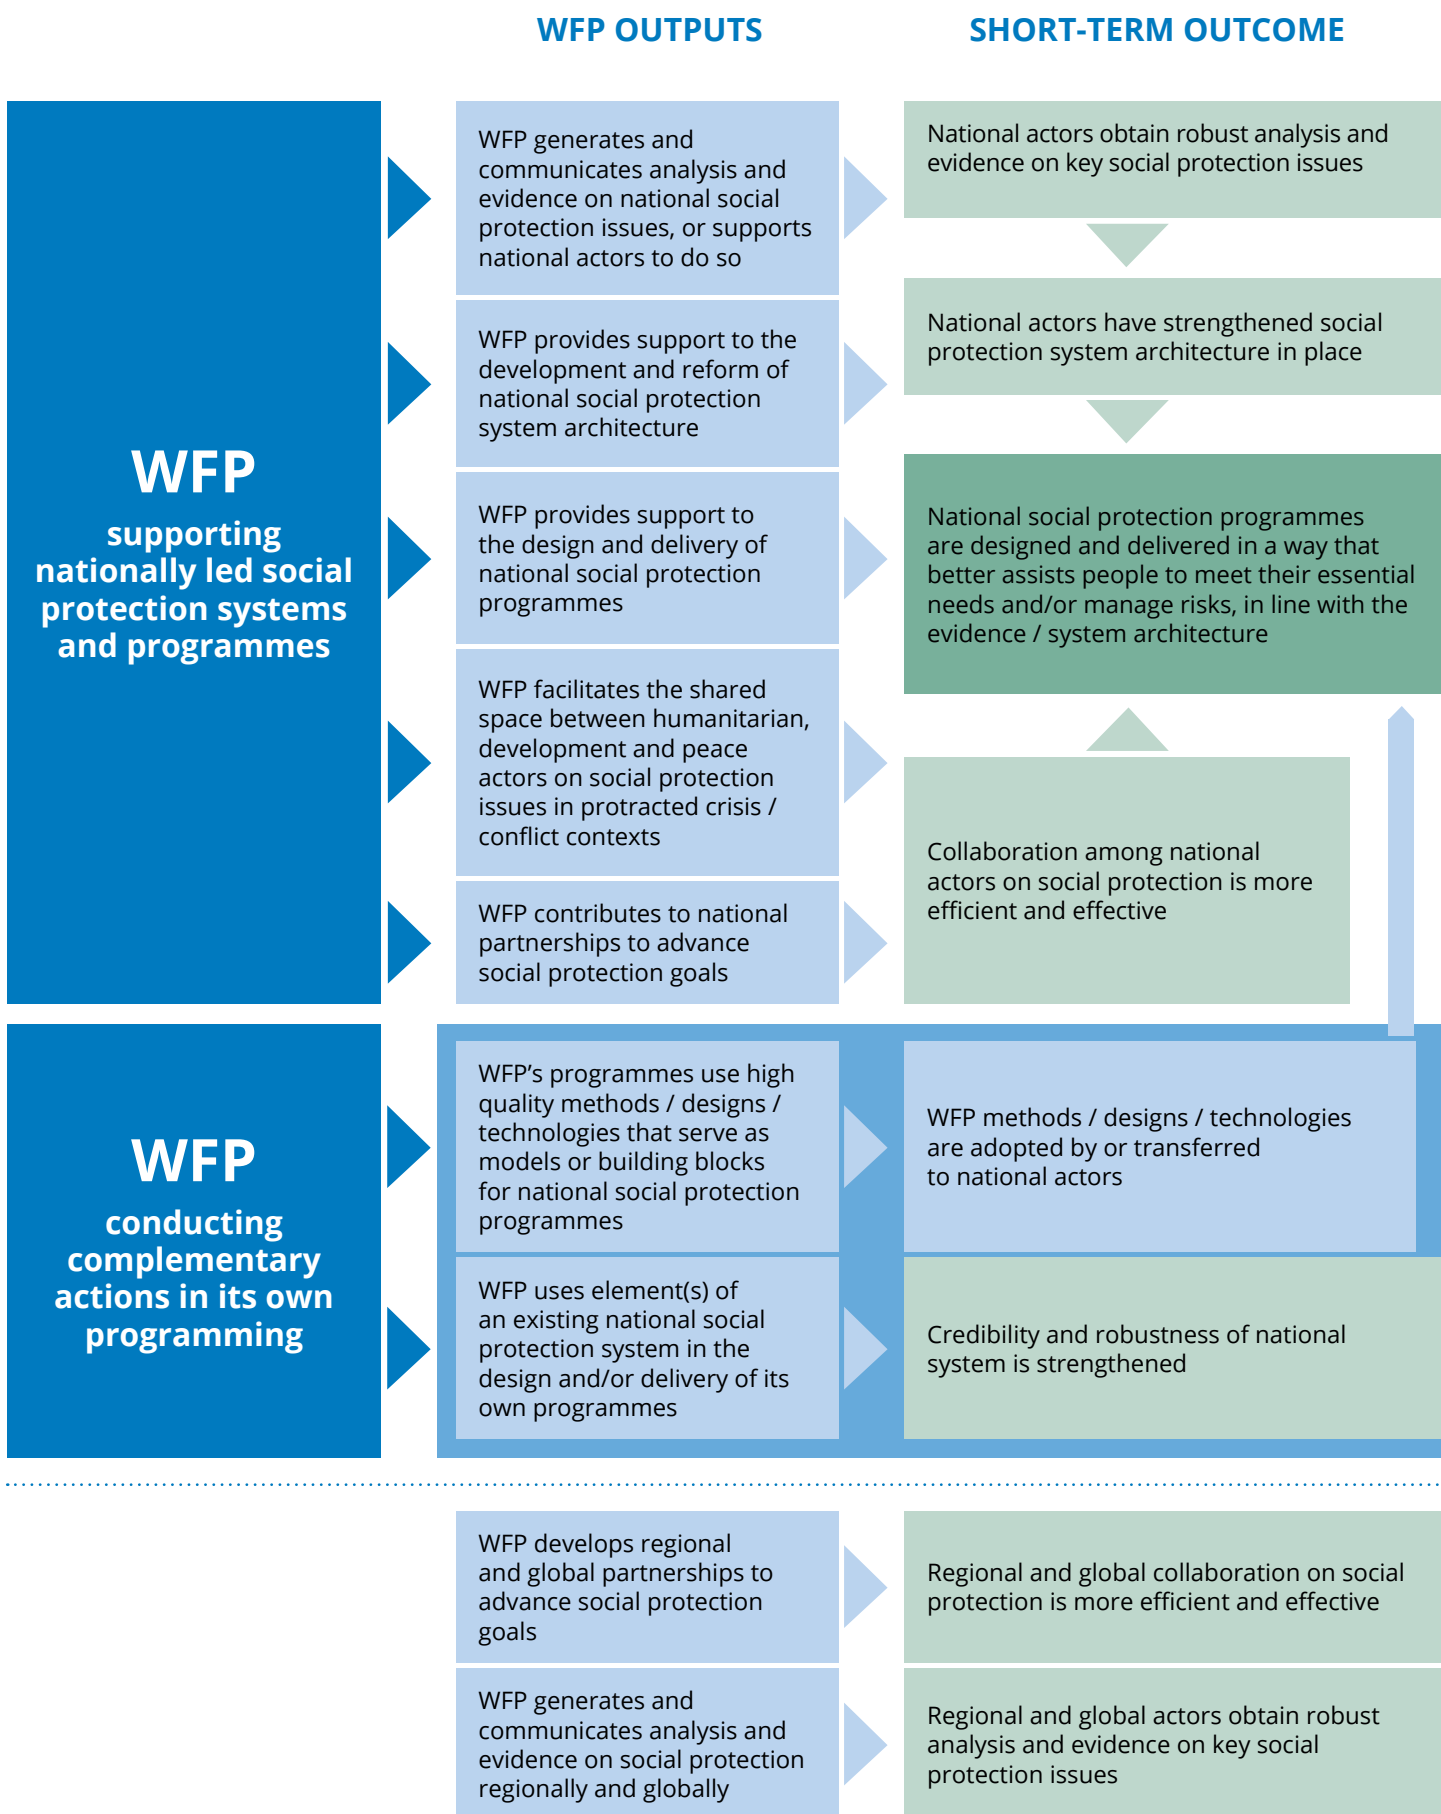 WFP OUTPUTS
SHORT-TERM OUTCOME
WFP
supporting
nationally led social
protection systems
and programmes
WFP generates and
communicates analysis and
evidence on national social
protection issues, or supports
national actors to do so
National actors obtain robust analysis and
evidence on key social protection issues
WFP provides support to the
development and reform of
national social protection
system architecture
National actors have strengthened social
protection system architecture in place
WFP provides support to
the design and delivery of
national social protection
programmes
National social protection programmes
are designed and delivered in a way that
better assists people to meet their essential
needs and/or manage risks, in line with the
evidence / system architecture
WFP facilitates the shared
space between humanitarian,
development and peace
actors on social protection
issues in protracted crisis /
conflict contexts
WFP contributes to national
partnerships to advance
social protection goals
Collaboration among national
actors on social protection is more
efficient and effective
WFP
conducting
complementary
actions in its own
programming
WFP’s programmes use high
quality methods / designs /
technologies that serve as
models or building blocks
for national social protection
programmes
WFP methods / designs / technologies
are adopted by or transferred
to national actors
WFP uses element(s) of
an existing national social
protection system in the
design and/or delivery of its
own programmes
Credibility and robustness of national
system is strengthened
WFP develops regional
and global partnerships to
advance social protection
goals
Regional and global collaboration on social
protection is more efficient and effective
WFP generates and
communicates analysis and
evidence on social protection
regionally and globally
Regional and global actors obtain robust
analysis and evidence on key social
protection issues